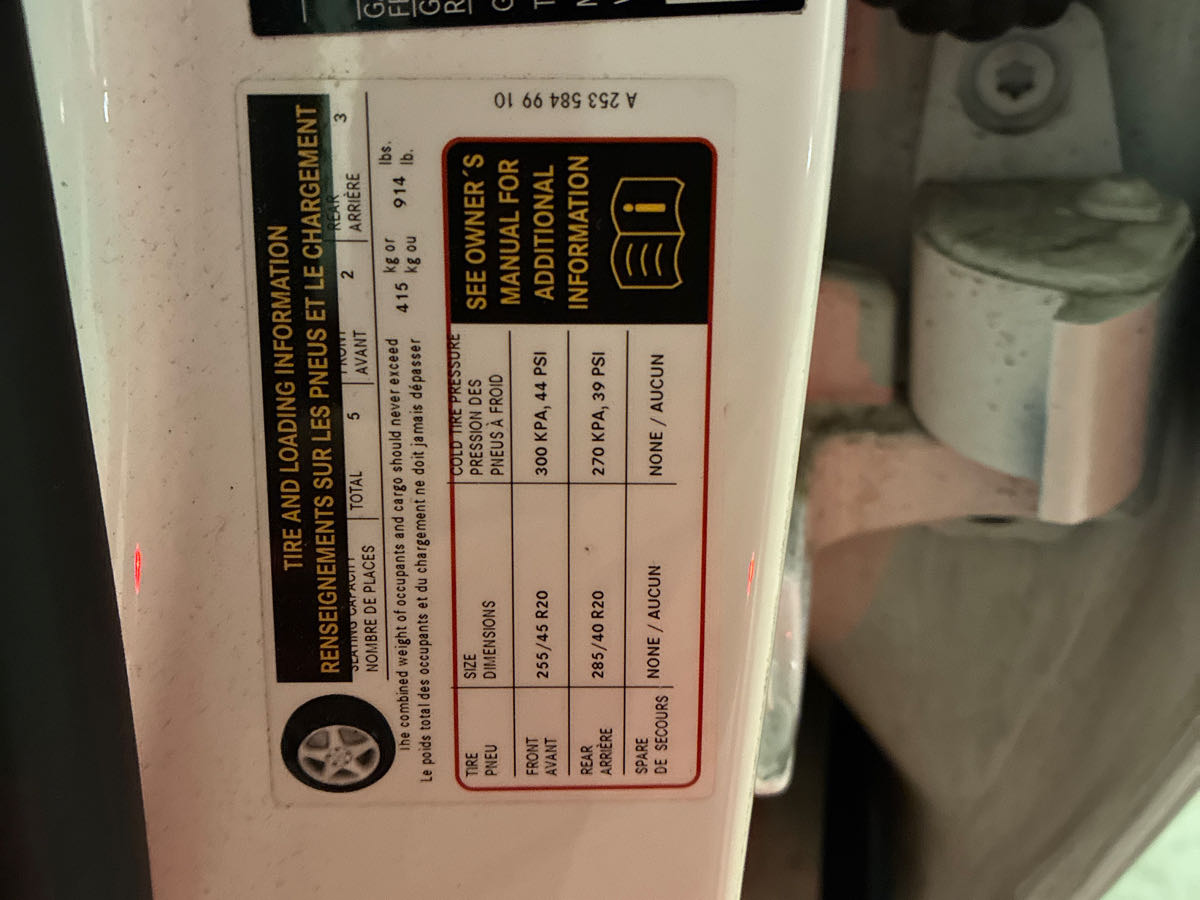 TIRE AND LOADING INFORMATION
RENSEIGNEMENTS SUR LES PNEUS ET LE CHARGEMENT
SEATING CAPACITY
NOMBRE DE PLACES
TOTAL 5
FRONT
AVANT
2
REAR
ARRIÈRE
3
The combined weight of occupants and cargo should never exceed 415 kg or 914 lbs.
Le poids total des occupants et du chargement ne doit jamais dépasser kg ou lb.
TIRE
PNEU
SIZE
DIMENSIONS
COLD TIRE PRESSURE
PRESSION DES
PNEUS À FROID
FRONT
AVANT
255/45 R20
300 KPA, 44 PSI
REAR
ARRIÈRE
285/40 R20
270 KPA, 39 PSI
SPARE
DE SECOURS
NONE / AUCUN
NONE / AUCUN
SEE OWNER´S
MANUAL FOR
ADDITIONAL
INFORMATION
A 253 584 99 10